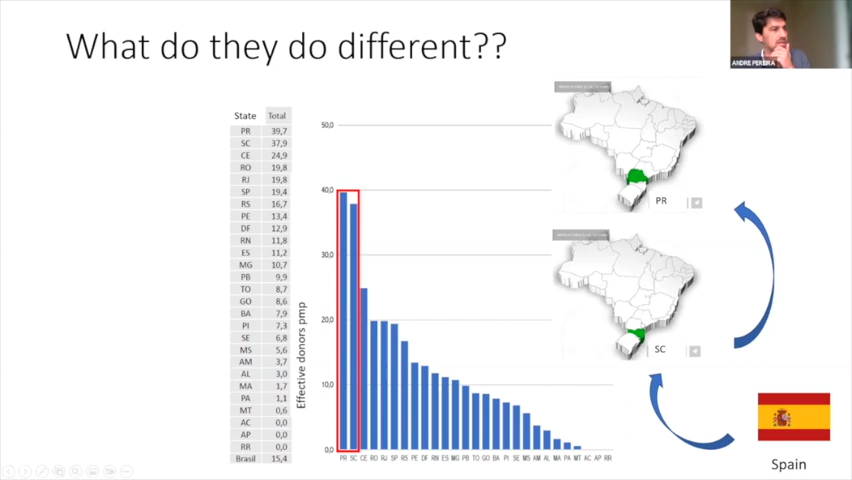 What do they do different??
ANDRE PEREIRA
State Total
PR 39,7
SC 37,9
CE 24,9
RO 19,8
RJ 19,8
SP 19,4
RS 16,7
PE 13,4
DF 12,9
RN 11,8
ES 11,2
MG 10,7
PB 9,9
TO 8,7
GO 8,6
BA 7,9
PI 7,3
SE 6,8
MS 5,6
AM 3,7
AL 3,0
MA 1,7
PA 1,1
MT 0,6
AC 0,0
AP 0,0
RR 0,0
Brasil 15,4
Effective donors pmp
50,0
40,0
30,0
20,0
10,0
0,0
PR SC CE RO RJ SP RS PE DF RN ES MG PB TO GO BA PI SE MS AM AL MA PA MT AC AP RR
PR
SC
Spain